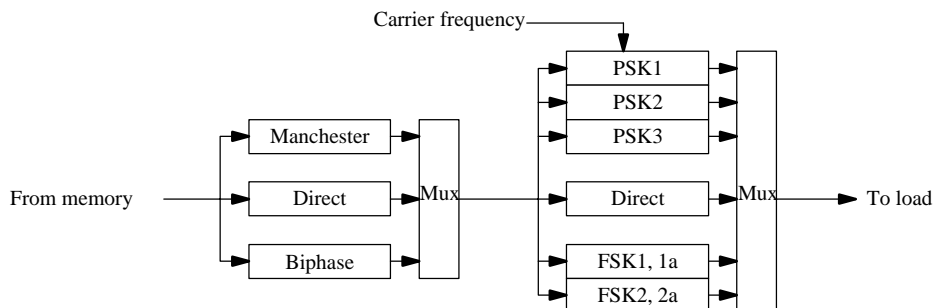 Carrier frequency
PSK1
PSK2
PSK3
Manchester
From memory
Direct
Mux
Direct
Mux
To load
Biphase
FSK1, 1a
FSK2, 2a